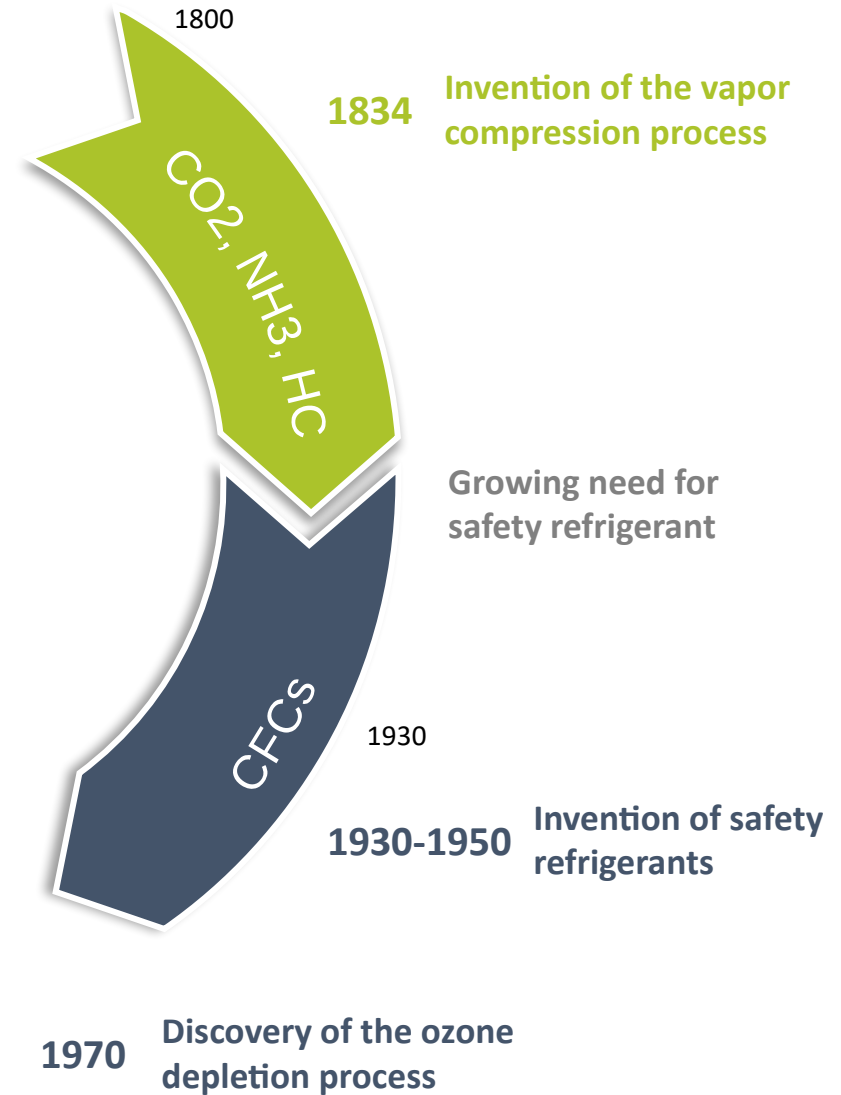 1800
1834
Invention of the vapor
compression process
CO2, NH3, HC
Growing need for
safety refrigerant
CFCs
1930
1930-1950
Invention of safety
refrigerants
1970
Discovery of the ozone
depletion process